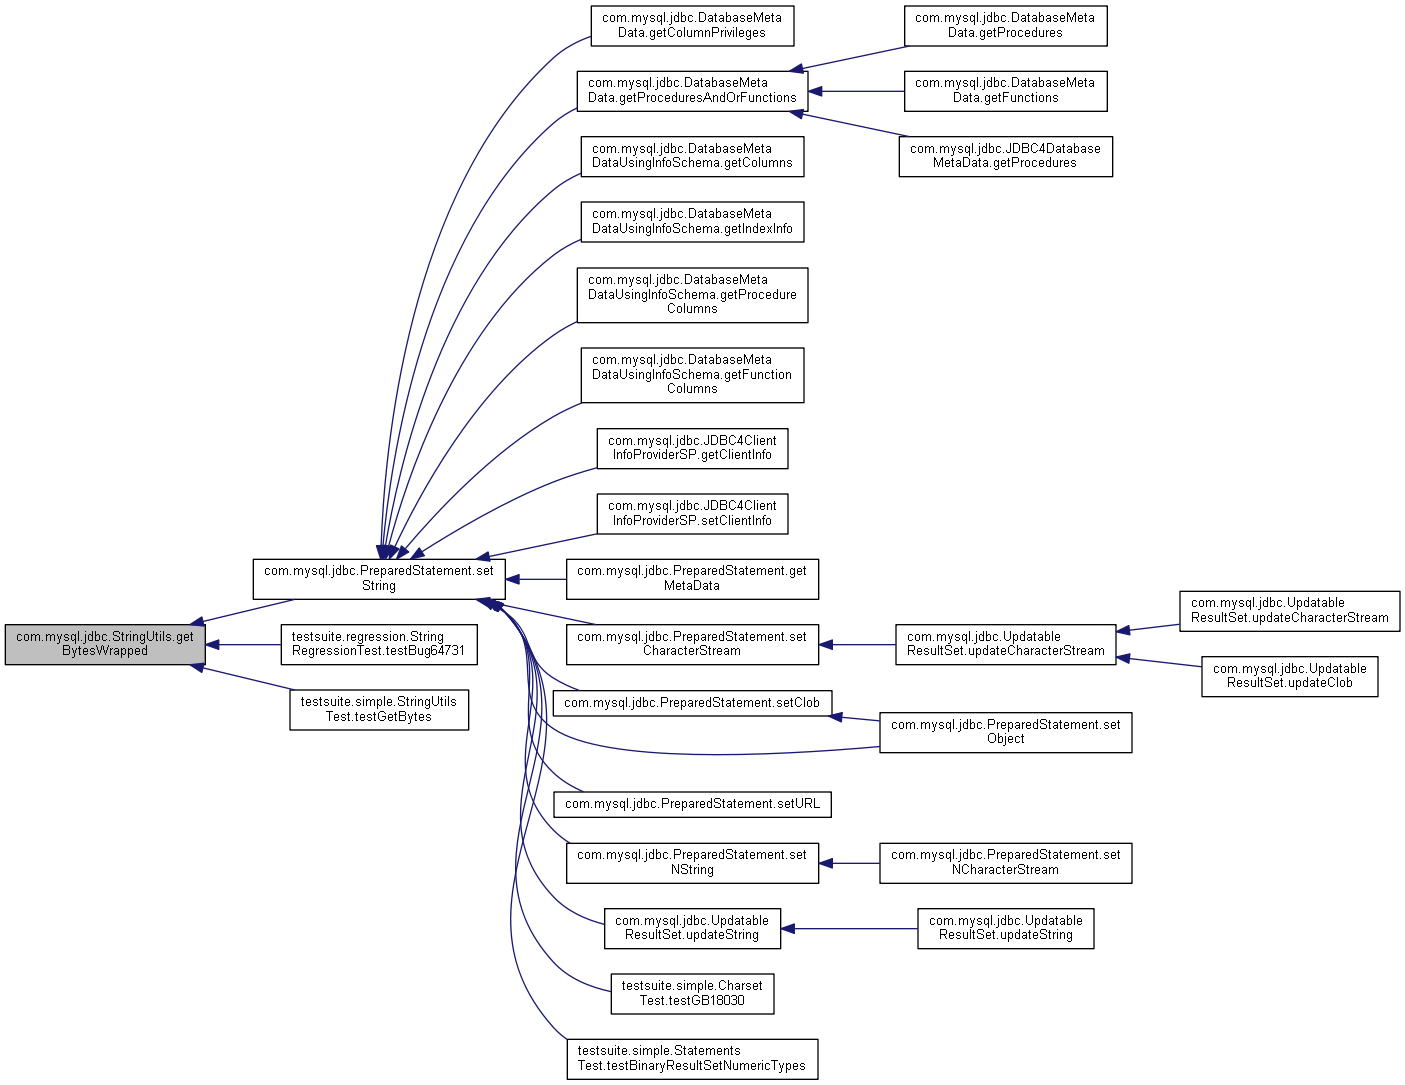 com.mysql.jdbc.DatabaseMeta
Data.getColumnPrivileges
com.mysql.jdbc.DatabaseMeta
Data.getProcedures
com.mysql.jdbc.DatabaseMeta
Data.getProceduresAndOrFunctions
com.mysql.jdbc.DatabaseMeta
Data.getFunctions
com.mysql.jdbc.JDBC4Database
MetaData.getProcedures
com.mysql.jdbc.DatabaseMeta
DataUsingInfoSchema.getColumns
com.mysql.jdbc.DatabaseMeta
DataUsingInfoSchema.getIndexInfo
com.mysql.jdbc.DatabaseMeta
DataUsingInfoSchema.getProcedure
Columns
com.mysql.jdbc.DatabaseMeta
DataUsingInfoSchema.getFunction
Columns
com.mysql.jdbc.JDBC4Client
InfoProviderSP.getClientInfo
com.mysql.jdbc.JDBC4Client
InfoProviderSP.setClientInfo
com.mysql.jdbc.PreparedStatement.set
String
com.mysql.jdbc.PreparedStatement.get
MetaData
com.mysql.jdbc.StringUtils.get
BytesWrapped
testsuite.regression.String
RegressionTest.testBug64731
testsuite.simple.StringUtils
Test.testGetBytes
com.mysql.jdbc.PreparedStatement.set
CharacterStream
com.mysql.jdbc.Updatable
ResultSet.updateCharacterStream
com.mysql.jdbc.Updatable
ResultSet.updateCharacterStream
com.mysql.jdbc.Updatable
ResultSet.updateClob
com.mysql.jdbc.PreparedStatement.setClob
com.mysql.jdbc.PreparedStatement.set
Object
com.mysql.jdbc.PreparedStatement.setURL
com.mysql.jdbc.PreparedStatement.set
NString
com.mysql.jdbc.PreparedStatement.set
NCharacterStream
com.mysql.jdbc.Updatable
ResultSet.updateString
com.mysql.jdbc.Updatable
ResultSet.updateString
testsuite.simple.Charset
Test.testGB18030
testsuite.simple.Statements
Test.testBinaryResultSetNumericTypes